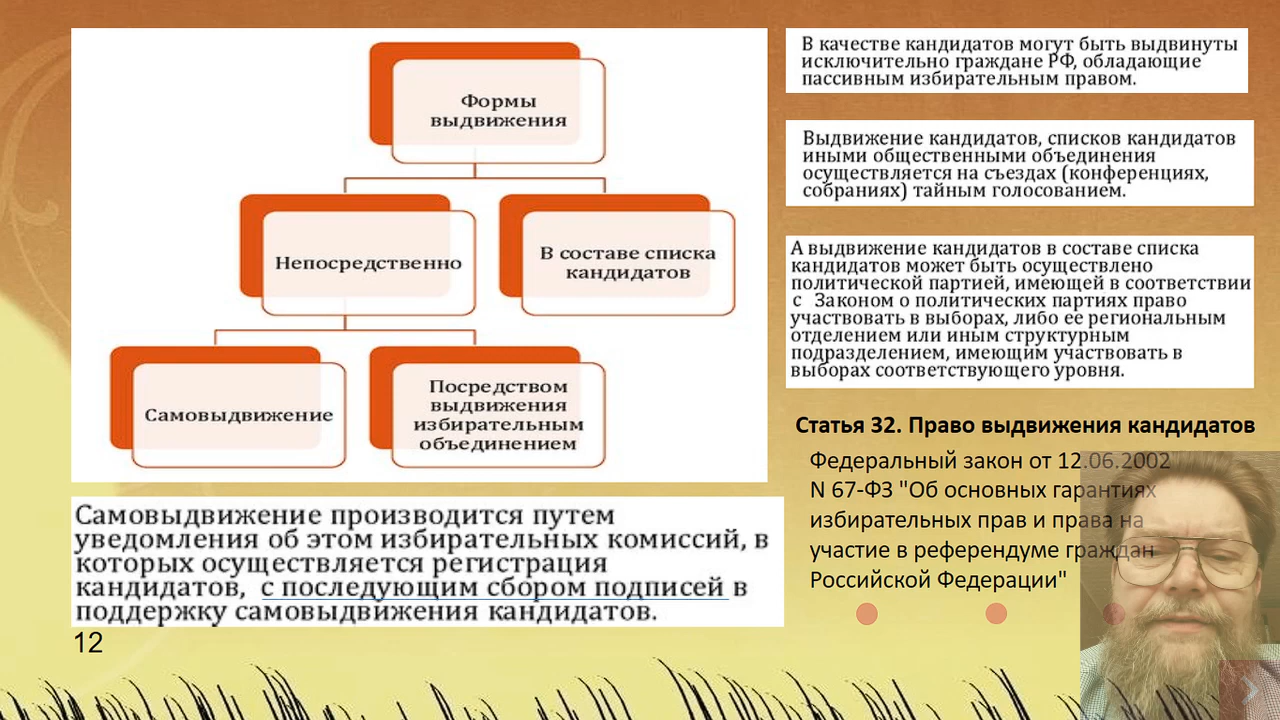 Формы
выдвижения
Непосредственно
В составе списка
кандидатов
Самовыдвижение
Посредством
выдвижения
избирательным
объединением
Самовыдвижение производится путем
уведомления об этом избирательных комиссий, в
которых осуществляется регистрация
кандидатов, с последующим сбором подписей в
поддержку самовыдвижения кандидатов.
12
В качестве кандидатов могут быть выдвинуты
исключительно граждане РФ, обладающие
пассивным избирательным правом.
Выдвижение кандидатов, списков кандидатов
иными общественными объединения
осуществляется на съездах (конференциях,
собраниях) тайным голосованием.
А выдвижение кандидатов в составе списка
кандидатов может быть осуществлено
политической партией, имеющей в соответствии
с Законом о политических партиях право
участвовать в выборах, либо ее региональным
отделением или иным структурным
подразделением, имеющим участвовать в
выборах соответствующего уровня.
Статья 32. Право выдвижения кандидатов
Федеральный закон от 12.06.2002
N 67-ФЗ "Об основных гарантиях
избирательных прав и права на
участие в референдуме граждан
Российской Федерации"